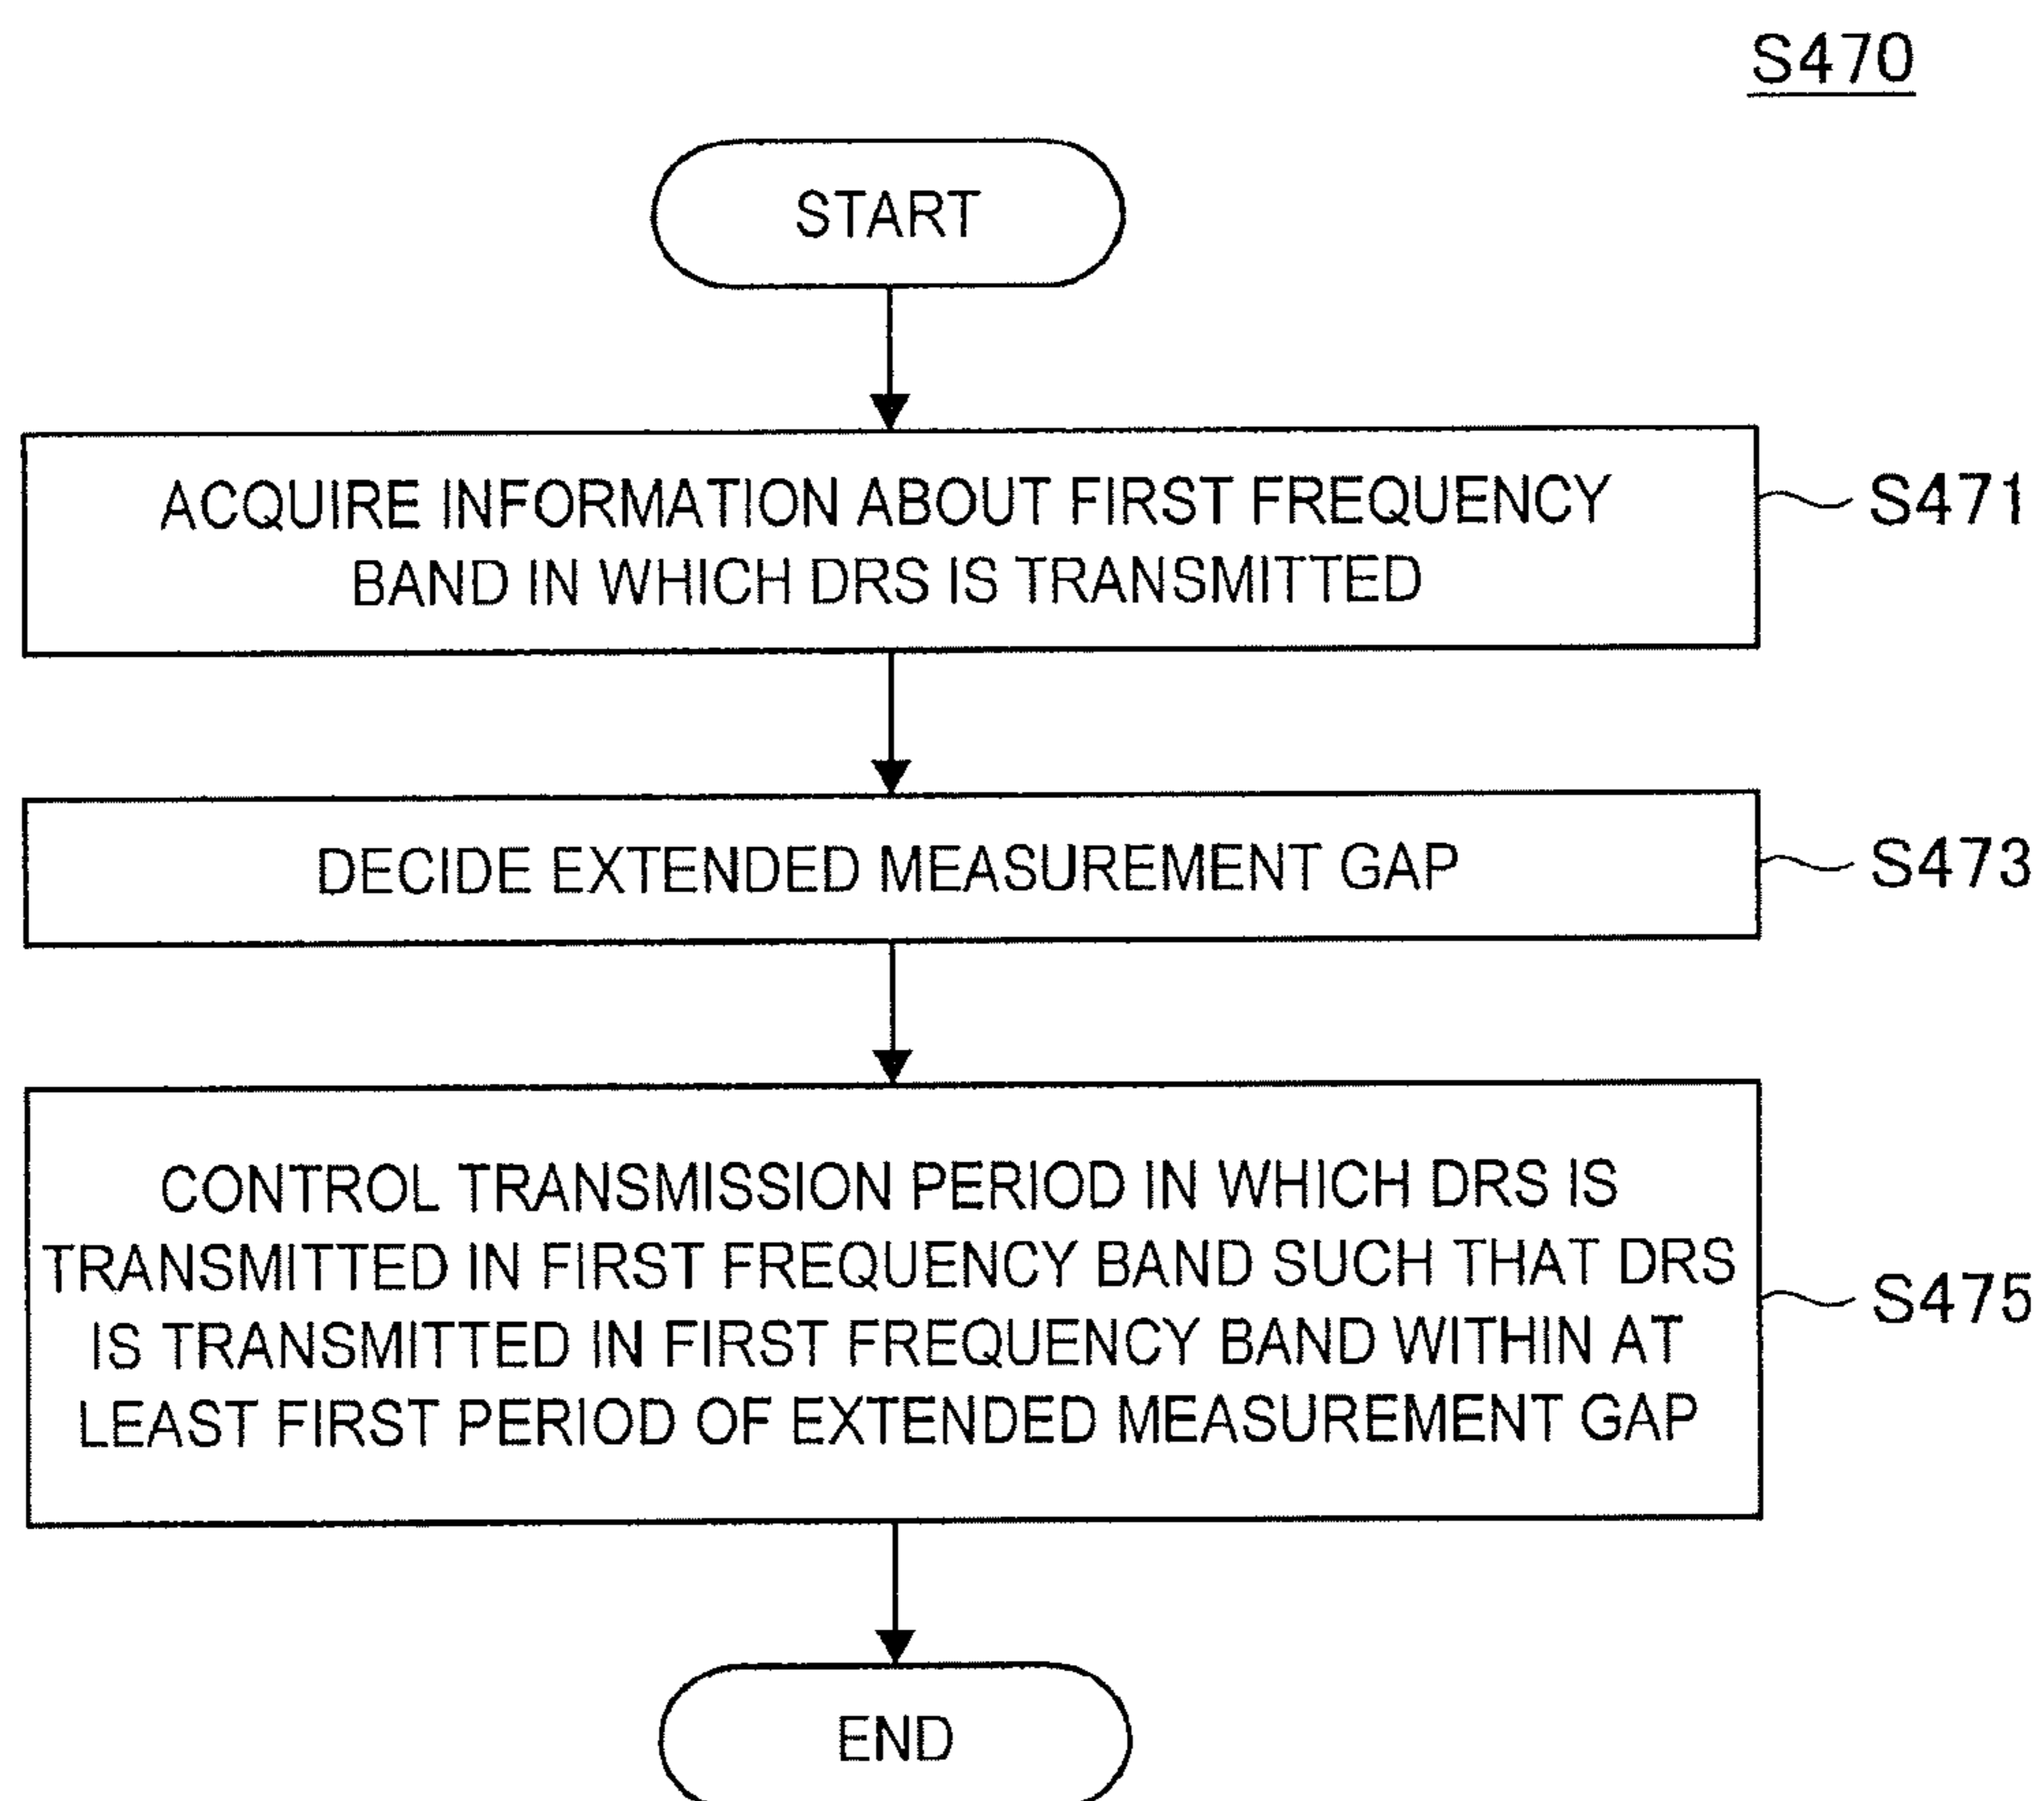 S470
START
ACQUIRE INFORMATION ABOUT FIRST FREQUENCY
BAND IN WHICH DRS IS TRANSMITTED
S471
DECIDE EXTENDED MEASUREMENT GAP
S473
CONTROL TRANSMISSION PERIOD IN WHICH DRS IS
TRANSMITTED IN FIRST FREQUENCY BAND SUCH THAT DRS
IS TRANSMITTED IN FIRST FREQUENCY BAND WITHIN AT
LEAST FIRST PERIOD OF EXTENDED MEASUREMENT GAP
S475
END